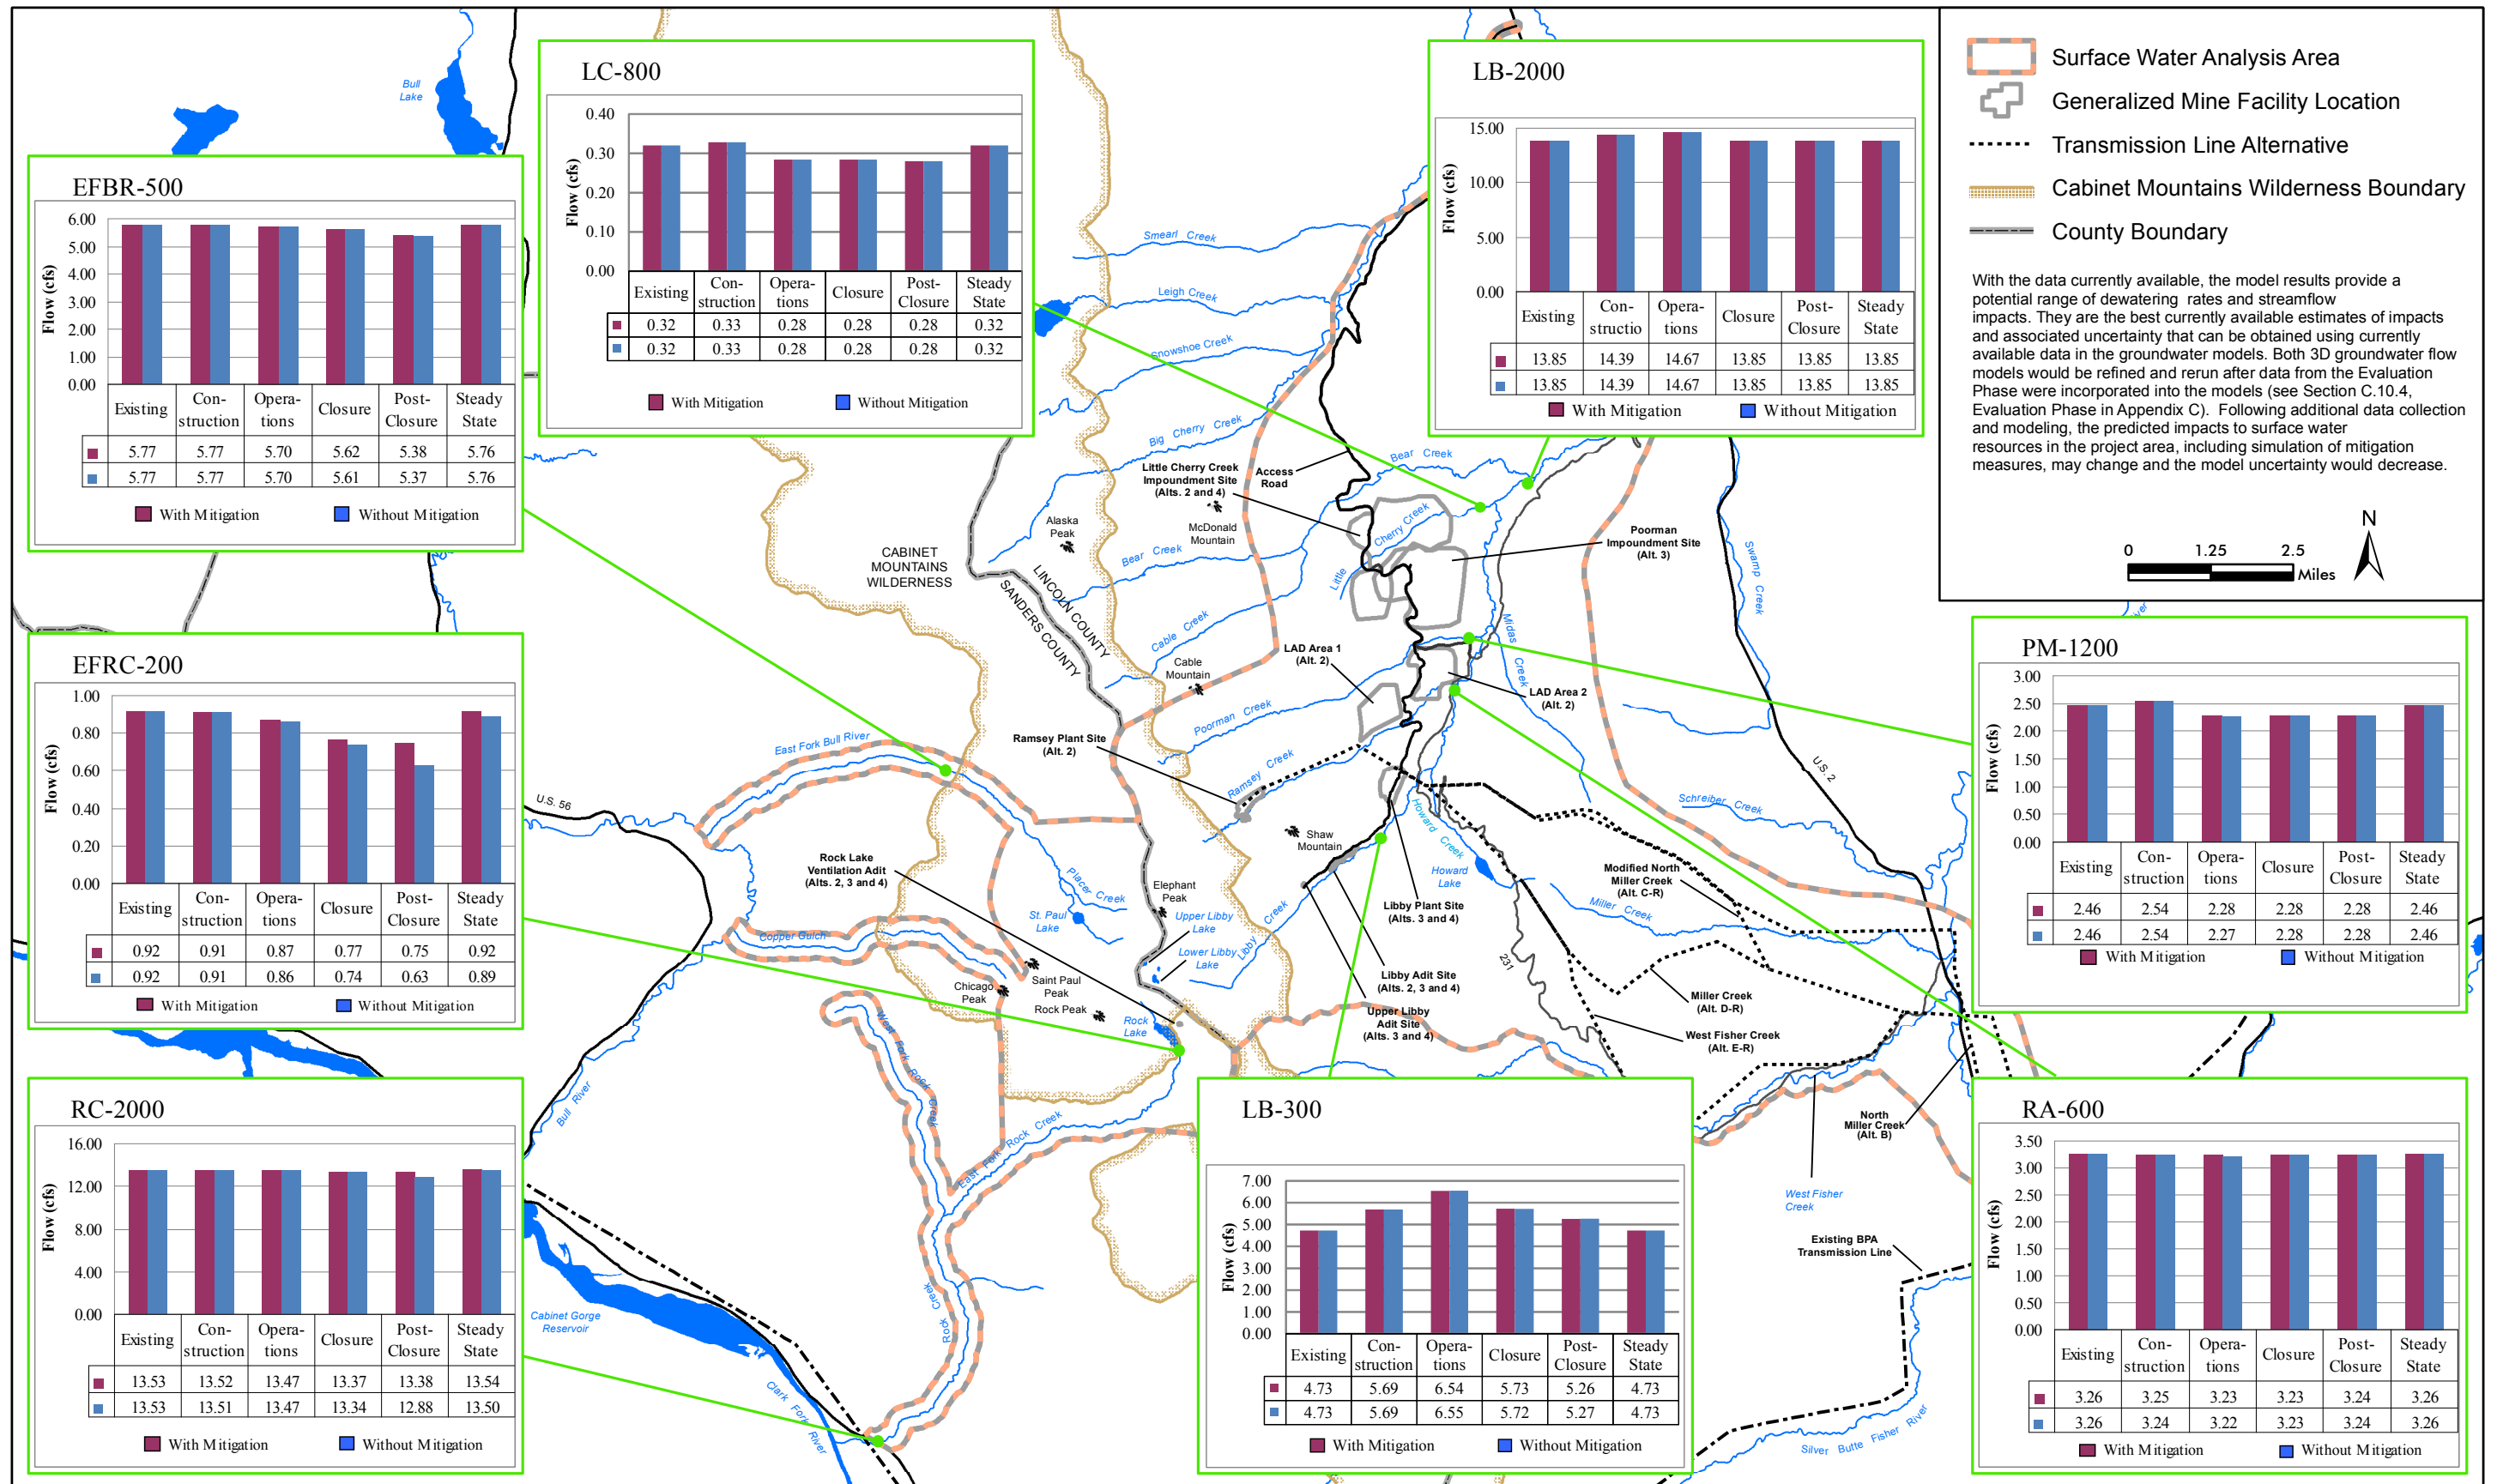 Surface Water Analysis Area
Generalized Mine Facility Location
Transmission Line Alternative
Cabinet Mountains Wilderness Boundary
County Boundary
With the data currently available, the model results provide a
potential range of dewatering rates and streamflow
impacts. They are the best currently available estimates of impacts
and associated uncertainty that can be obtained using currently
available data in the groundwater models. Both 3D groundwater flow
models would be refined and rerun after data from the Evaluation
Phase were incorporated into the models (see Section C.10.4,
Evaluation Phase in Appendix C). Following additional data collection
and modeling, the predicted impacts to surface water
resources in the project area, including simulation of mitigation
measures, may change and the model uncertainty would decrease.
0 1.25 2.5
Miles
N
EFBR-500
Flow (cfs)
6.00
5.00
4.00
3.00
2.00
1.00
0.00
Existing Con-struction Opera-tions Closure Post-Closure Steady State
5.77 5.77 5.70 5.62 5.38 5.76
5.77 5.77 5.70 5.61 5.37 5.76
With Mitigation Without Mitigation
LC-800
Flow (cfs)
0.40
0.30
0.20
0.10
0.00
Existing Con-struction Opera-tions Closure Post-Closure Steady State
0.32 0.33 0.28 0.28 0.28 0.32
0.32 0.33 0.28 0.28 0.28 0.32
With Mitigation Without Mitigation
LB-2000
Flow (cfs)
15.00
10.00
5.00
0.00
Existing Con-structio Opera-tions Closure Post-Closure Steady State
13.85 14.39 14.67 13.85 13.85 13.85
13.85 14.39 14.67 13.85 13.85 13.85
With Mitigation Without Mitigation
EFRC-200
Flow (cfs)
1.00
0.80
0.60
0.40
0.20
0.00
Existing Con-struction Opera-tions Closure Post-Closure Steady State
0.92 0.91 0.87 0.77 0.75 0.92
0.92 0.91 0.86 0.74 0.63 0.89
With Mitigation Without Mitigation
PM-1200
Flow (cfs)
3.00
2.50
2.00
1.50
1.00
0.50
0.00
Existing Con-struction Opera-tions Closure Post-Closure Steady State
2.46 2.54 2.28 2.28 2.28 2.46
2.46 2.54 2.27 2.28 2.28 2.46
With Mitigation Without Mitigation
RC-2000
Flow (cfs)
16.00
12.00
8.00
4.00
0.00
Existing Con-struction Opera-tions Closure Post-Closure Steady State
13.53 13.52 13.47 13.37 13.38 13.54
13.53 13.51 13.47 13.34 12.88 13.50
With Mitigation Without Mitigation
LB-300
Flow (cfs)
7.00
6.00
5.00
4.00
3.00
2.00
1.00
0.00
Existing Con-struction Opera-tions Closure Post-Closure Steady State
4.73 5.69 6.54 5.73 5.26 4.73
4.73 5.69 6.55 5.72 5.27 4.73
With Mitigation Without Mitigation
RA-600
Flow (cfs)
3.50
3.00
2.50
2.00
1.50
1.00
0.50
0.00
Existing Con-struction Opera-tions Closure Post-Closure Steady State
3.26 3.25 3.23 3.23 3.24 3.26
3.26 3.24 3.22 3.23 3.24 3.26
With Mitigation Without Mitigation
Bull
Lake
Smearl Creek
Leigh Creek
Snowshoe Creek
Big Cherry Creek
Bear Creek
Little Cherry Creek
Impoundment Site
(Alts. 2 and 4)
Access
Road
Alaska
Peak
McDonald
Mountain
CABINET
MOUNTAINS
WILDERNESS
LINCOLN COUNTY
SANDERS COUNTY
Bear Creek
Little Cherry Creek
Poorman
Impoundment Site
(Alt. 3)
Swamp Creek
river
Midas Creek
Cable Creek
Cable
Mountain
LAD Area 1
(Alt. 2)
LAD Area 2
(Alt. 2)
Poorman Creek
Ramsey Plant Site
(Alt. 2)
Ramsey Creek
East Fork Bull River
U.S. 56
U.S. 2
Schreiber Creek
Shaw
Mountain
Howard Creek
Howard
Lake
Modified North
Miller Creek
(Alt. C-R)
Rock Lake
Ventilation Adit
(Alts. 2, 3 and 4)
Placer Creek
St. Paul
Lake
Elephant
Peak
Upper Libby
Lake
Lower Libby
Lake
Libby Creek
Libby Plant Site
(Alts. 3 and 4)
Miller Creek
Copper Gulch
Saint Paul
Peak
Chicago
Peak
Rock Peak
Rock
Lake
Libby Adit Site
(Alts. 2, 3 and 4)
Upper Libby
Adit Site
(Alts. 3 and 4)
231
Miller Creek
(Alt. D-R)
West Fisher Creek
(Alt. E-R)
West Fork Rock Creek
East Fork Rock Creek
Bull River
North
Miller Creek
(Alt. B)
West Fisher
Creek
Existing BPA
Transmission Line
Rock Creek
Cabinet Gorge
Reservoir
Clark Fork River
Silver Butte Fisher River